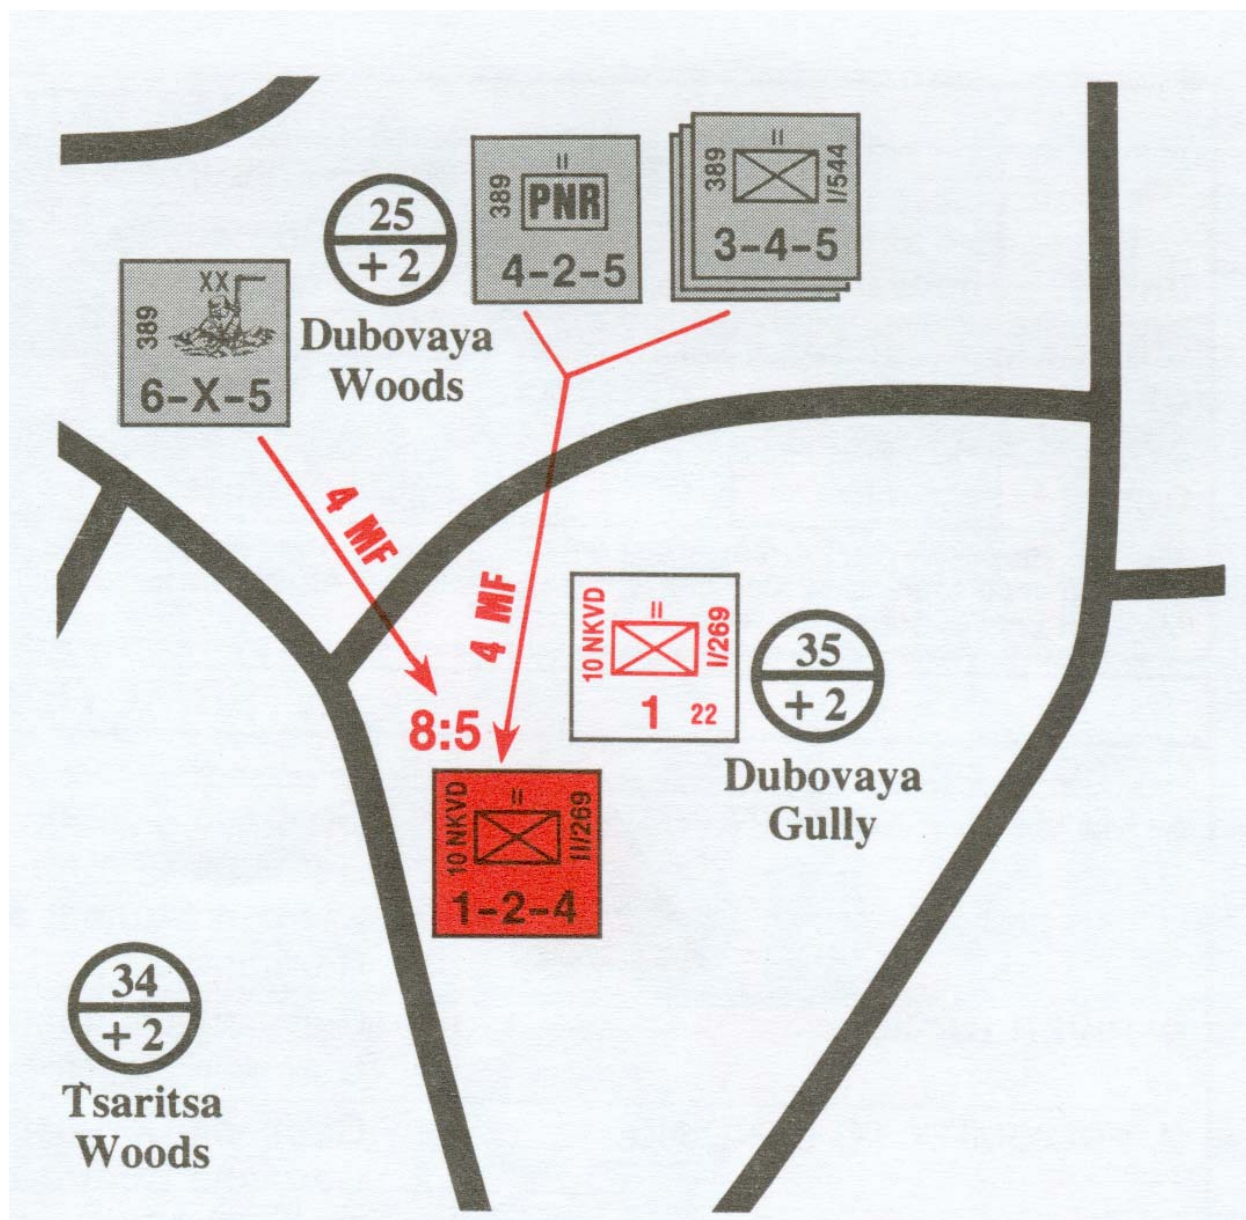 389
II
PNR
4-2-5
389
II
I/544
3-4-5
25
+ 2
Dubovaya
Woods
389
XX
6-X-5
4 MF
4 MF
8:5
10 NKVD
II
I/269
1 22
35
+ 2
Dubovaya
Gully
10 NKVD
II
II/269
1-2-4
34
+ 2
Tsaritsa
Woods